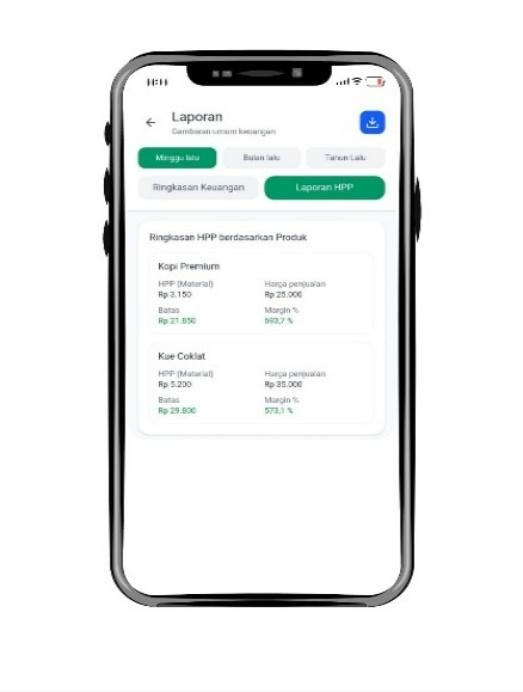 11:11
Laporan
Gambaran umum keuangan
Minggu lalu Bulan lalu Tahun Lalu
Ringkasan Keuangan Laporan HPP
Ringkasan HPP berdasarkan Produk
Kopi Premium
HPP (Material) Harga penjualan
Rp 3.150 Rp 25.000
Batas Margin %
Rp 21.850 693,7 %
Kue Coklat
HPP (Material) Harga penjualan
Rp 5.200 Rp 35.000
Batas Margin %
Rp 29.800 573,1 %